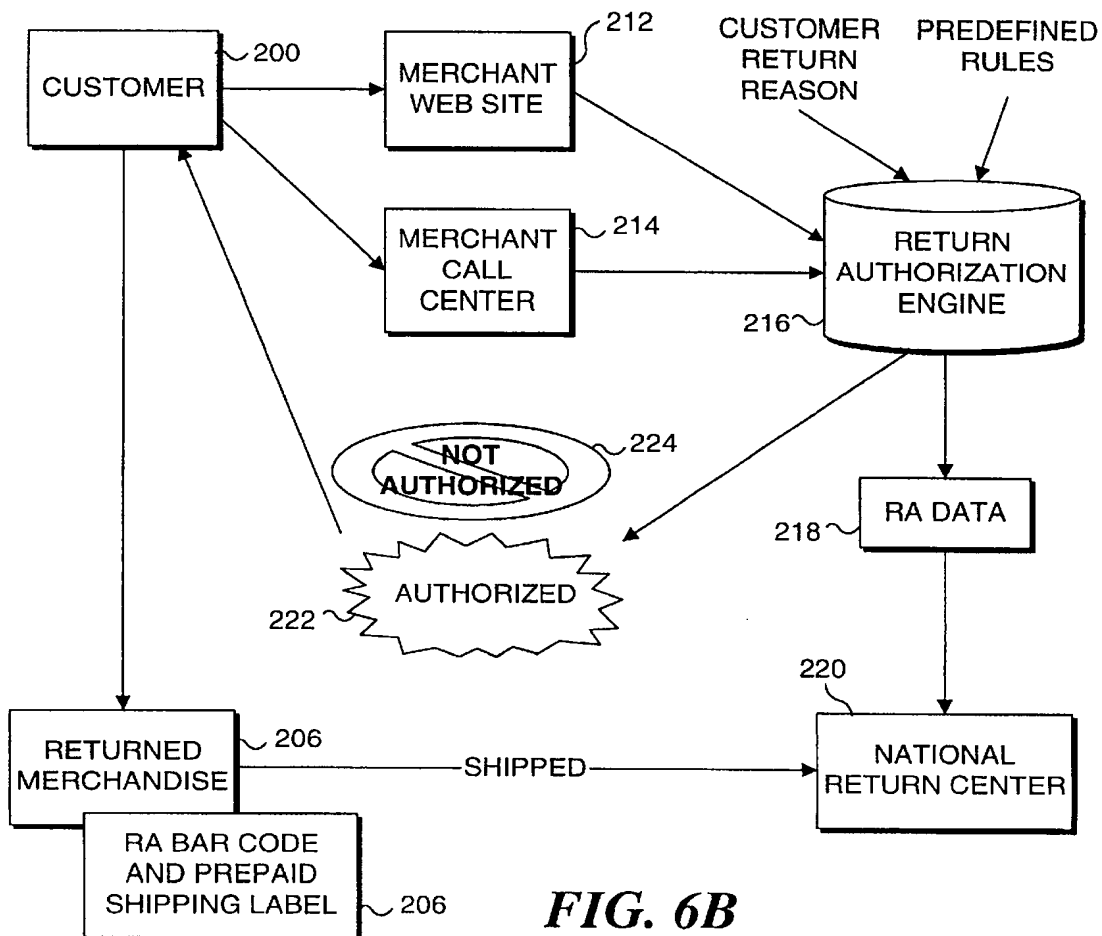 200
CUSTOMER
212
MERCHANT
WEB SITE
CUSTOMER
RETURN
REASON
PREDEFINED
RULES
214
MERCHANT
CALL
CENTER
RETURN
AUTHORIZATION
ENGINE
216
NOT
AUTHORIZED
224
AUTHORIZED
222
RA DATA
218
220
NATIONAL
RETURN CENTER
RETURNED
MERCHANDISE
206
SHIPPED
RA BAR CODE
AND PREPAID
SHIPPING LABEL
206
FIG. 6B